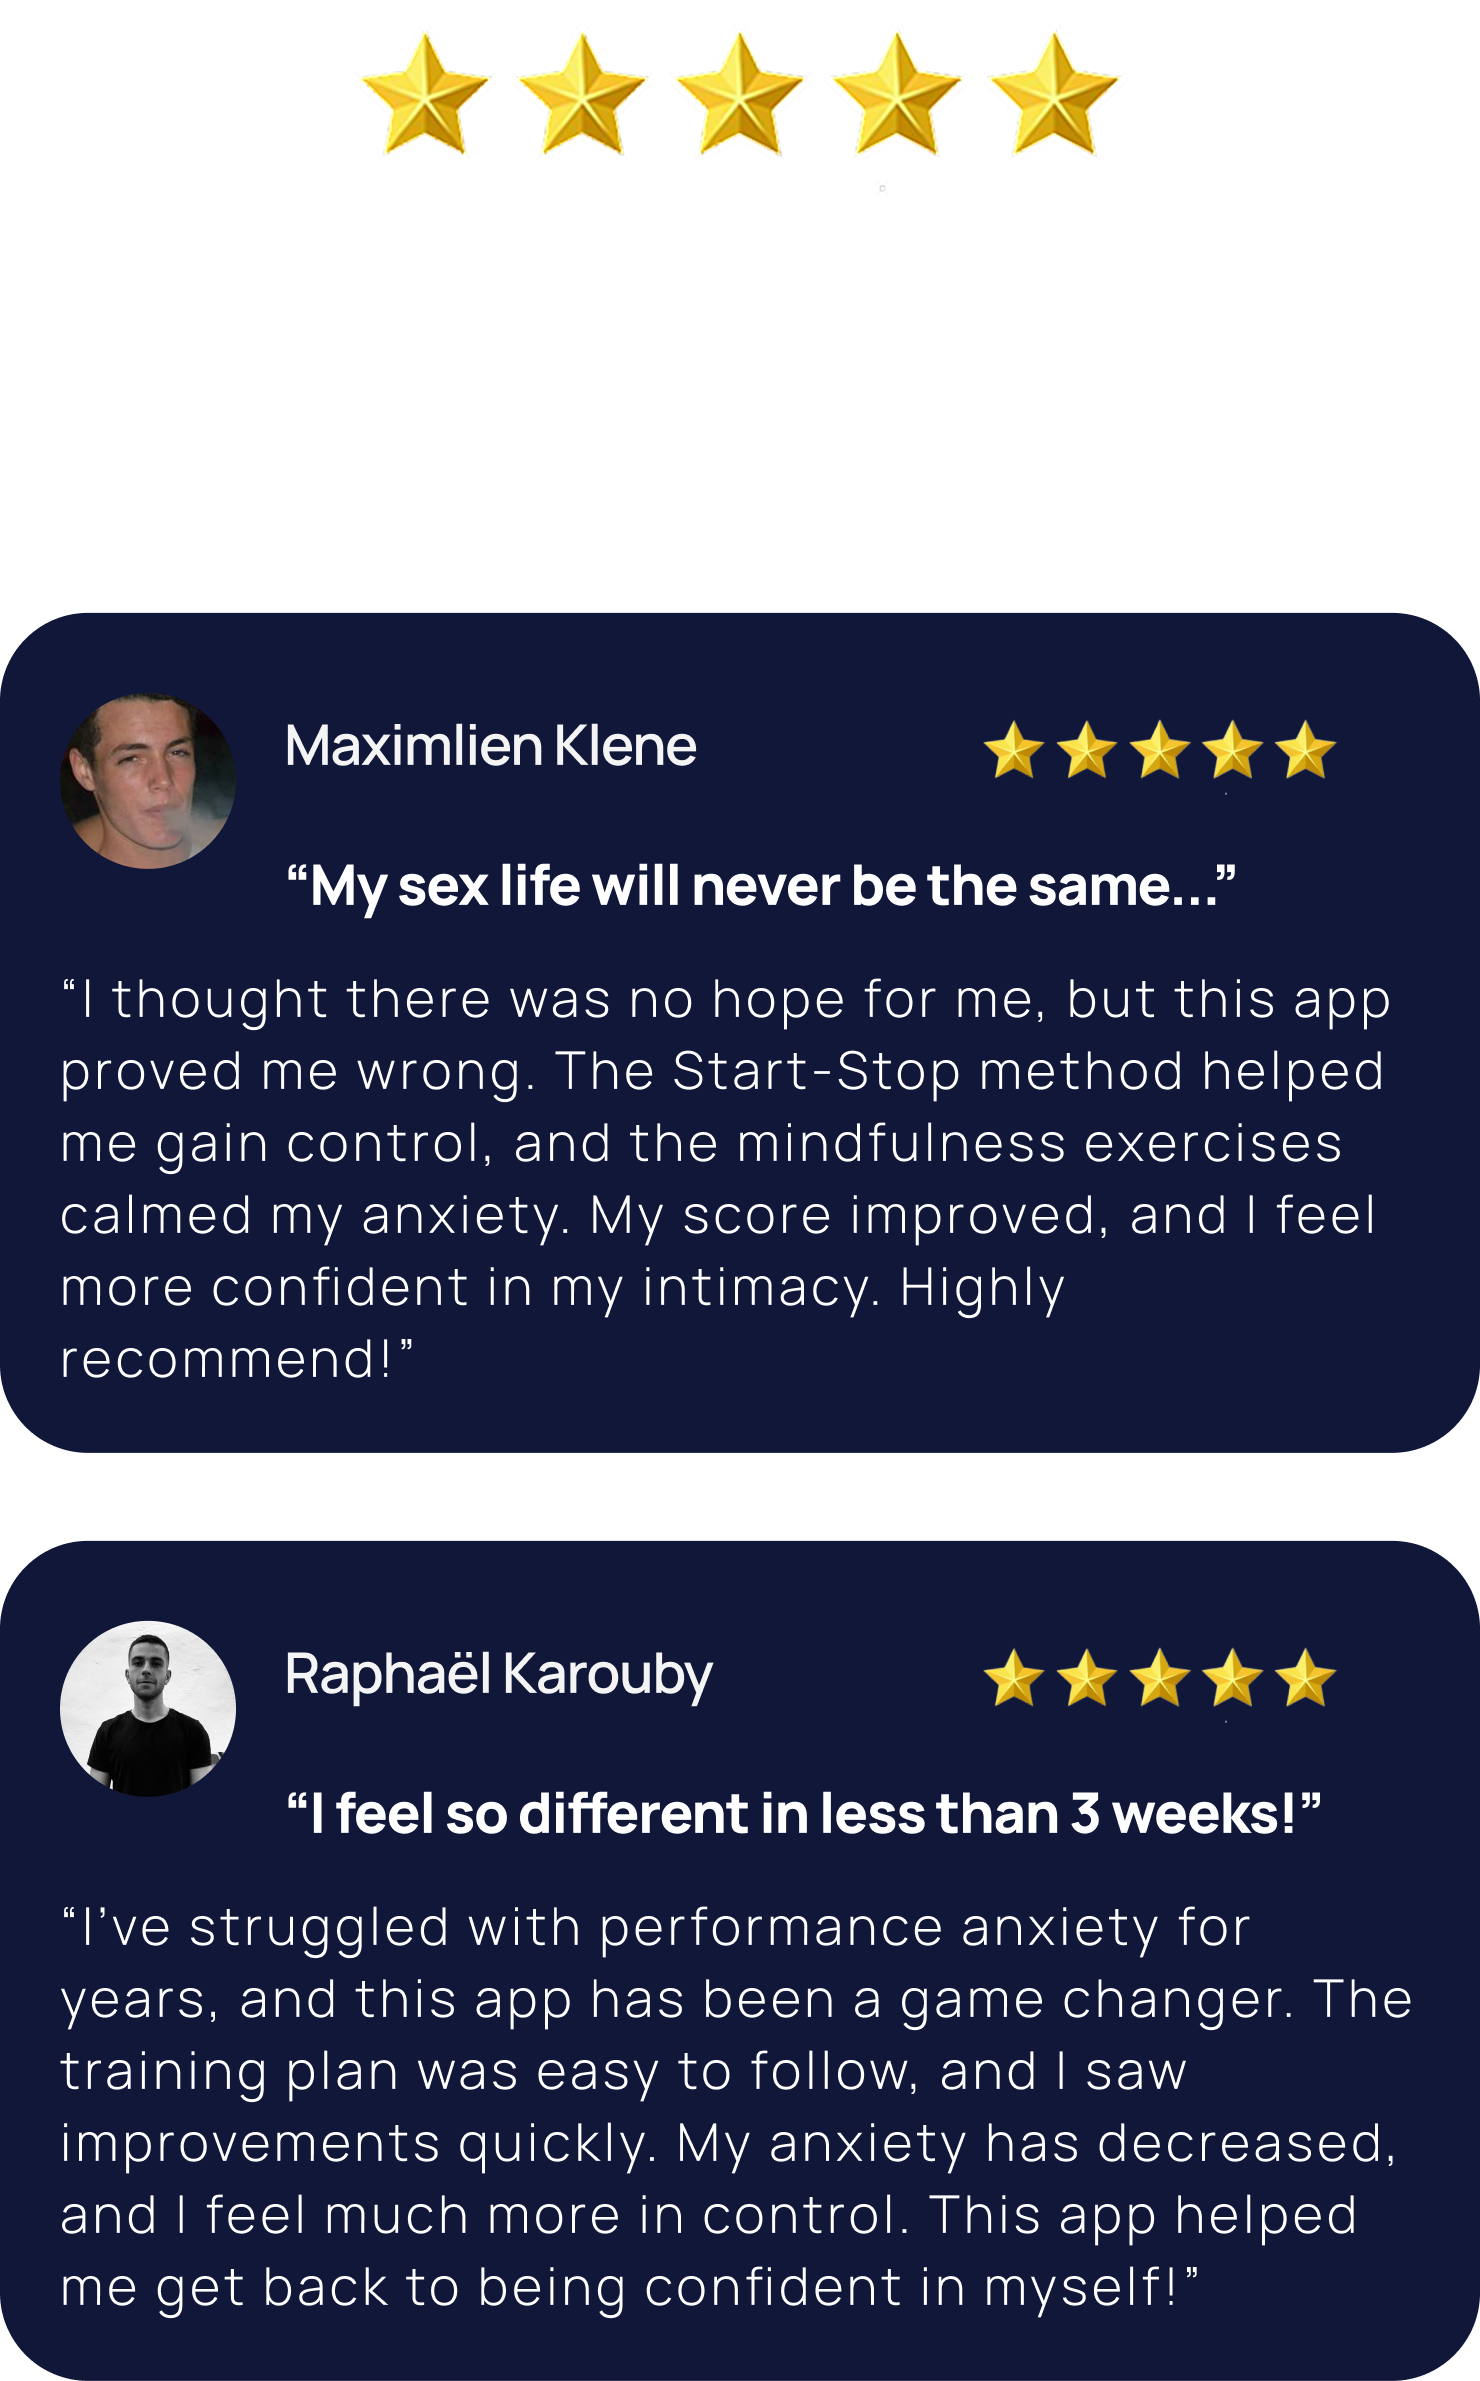 Maximlien Klene
“My sex life will never be the same...”
“I thought there was no hope for me, but this app
proved me wrong. The Start-Stop method helped
me gain control, and the mindfulness exercises
calmed my anxiety. My score improved, and I feel
more confident in my intimacy. Highly
recommend!”
Raphaël Karouby
“I feel so different in less than 3 weeks!”
“I’ve struggled with performance anxiety for
years, and this app has been a game changer. The
training plan was easy to follow, and I saw
improvements quickly. My anxiety has decreased,
and I feel much more in control. This app helped
me get back to being confident in myself!”